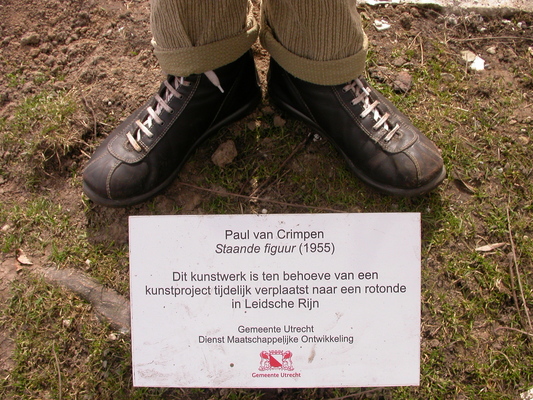 Paul van Crimpen
Staande figuur (1955)
Dit kunstwerk is ten behoeve van een
kunstproject tijdelijk verplaatst naar een rotonde
in Leidsche Rijn
Gemeente Utrecht
Dienst Maatschappelijke Ontwikkeling
Gemeente Utrecht